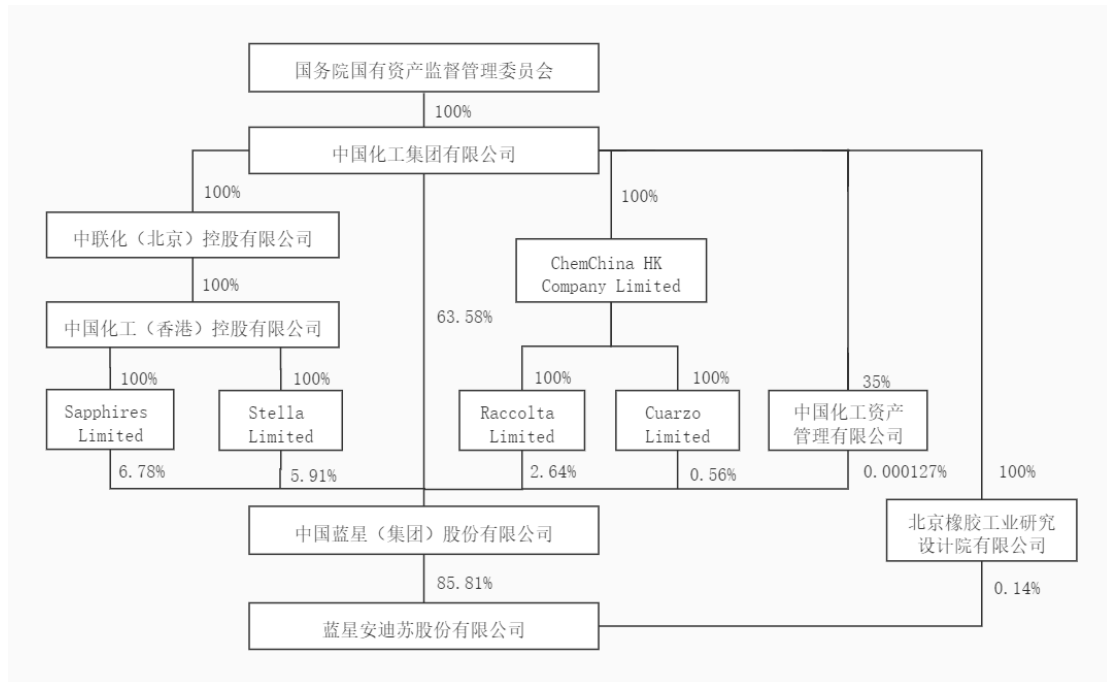 国务院国有资产监督管理委员会
100%
中国化工集团有限公司
100%
中联化（北京）控股有限公司
100%
ChemChina HK
Company Limited
100%
中国化工（香港）控股有限公司
63.58%
100%
100%
100%
100%
35%
Sapphires
Limited
Stella
Limited
Raccolta
Limited
Cuarzo
Limited
中国化工资产
管理有限公司
6.78%
5.91%
2.64%
0.56%
0.000127%
100%
中国蓝星（集团）股份有限公司
北京橡胶工业研究
设计院有限公司
85.81%
0.14%
蓝星安迪苏股份有限公司